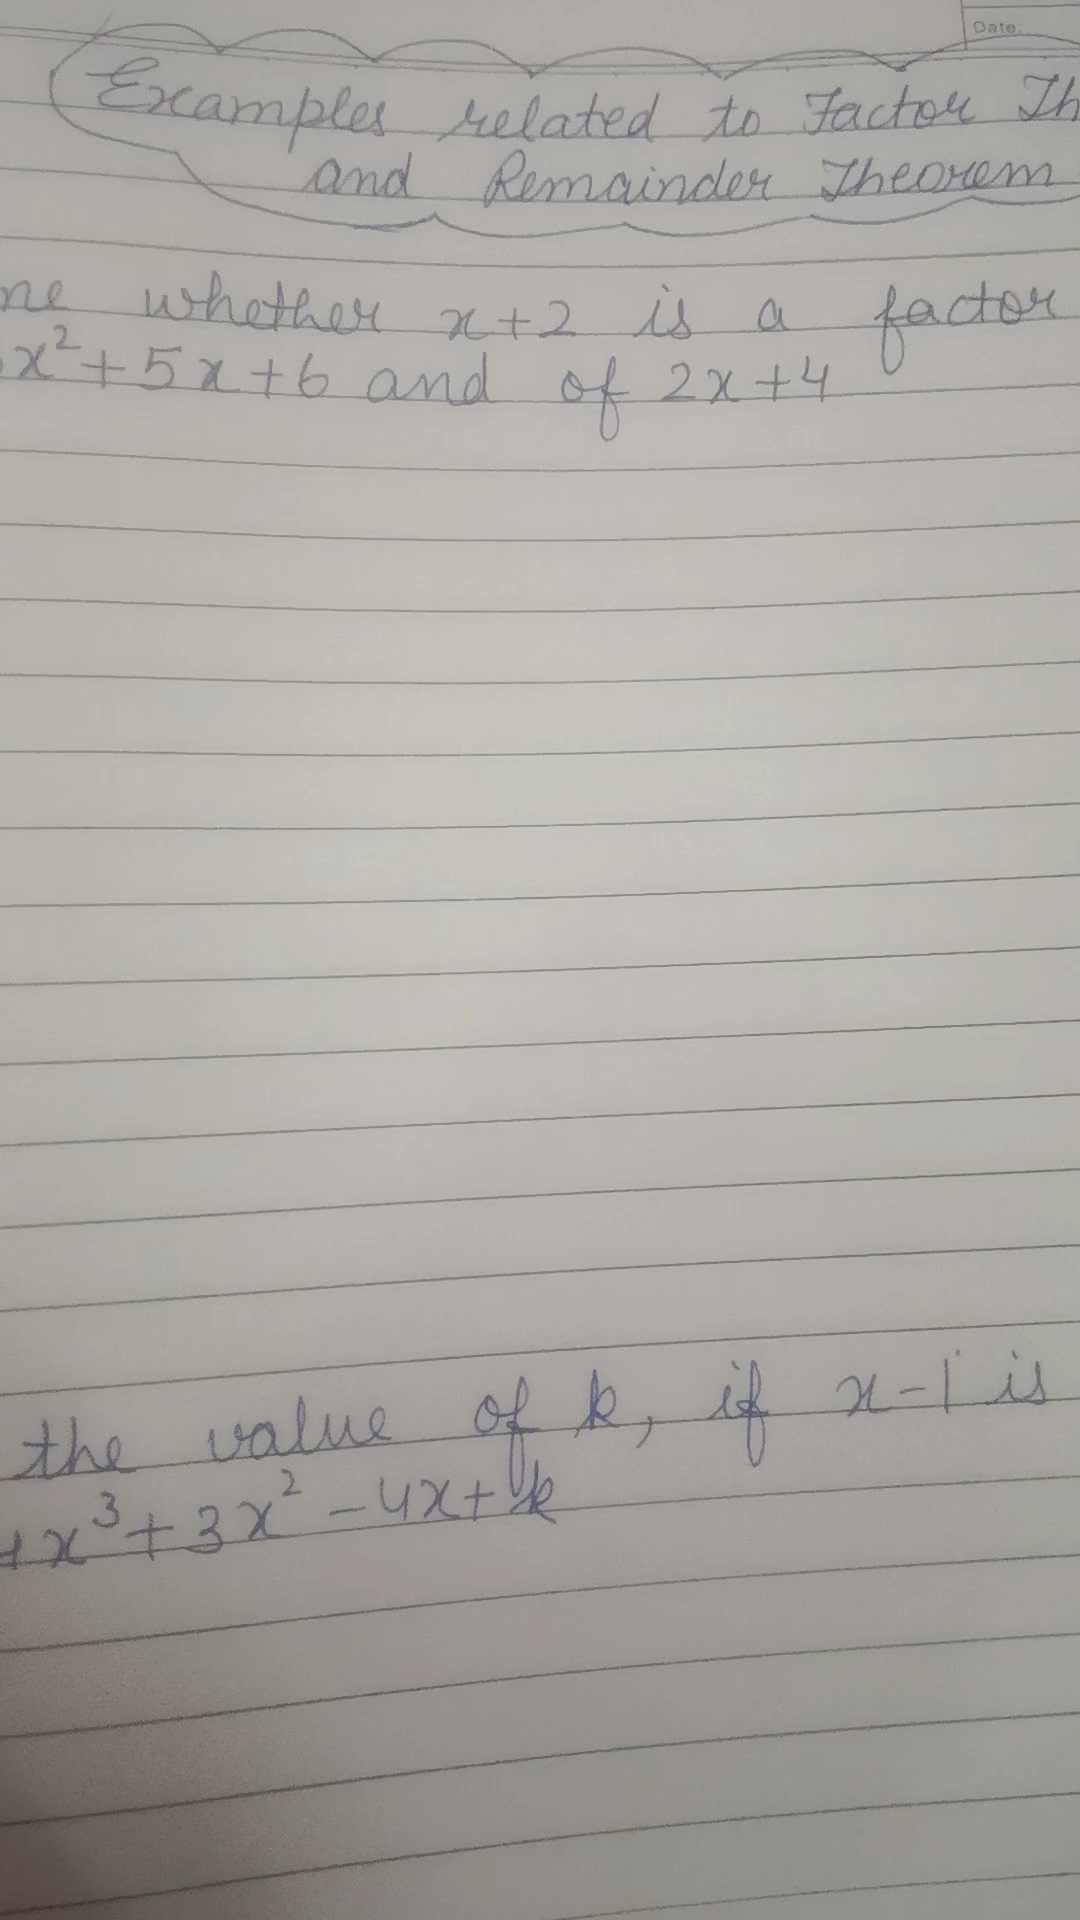 Date:
Examples related to Factor Th
and Remainder Theorem
ne whether x+2 is a factor
x²+5x+6 and of 2x+4
the value of k, if x-1 is
x³+3x²-4x+k